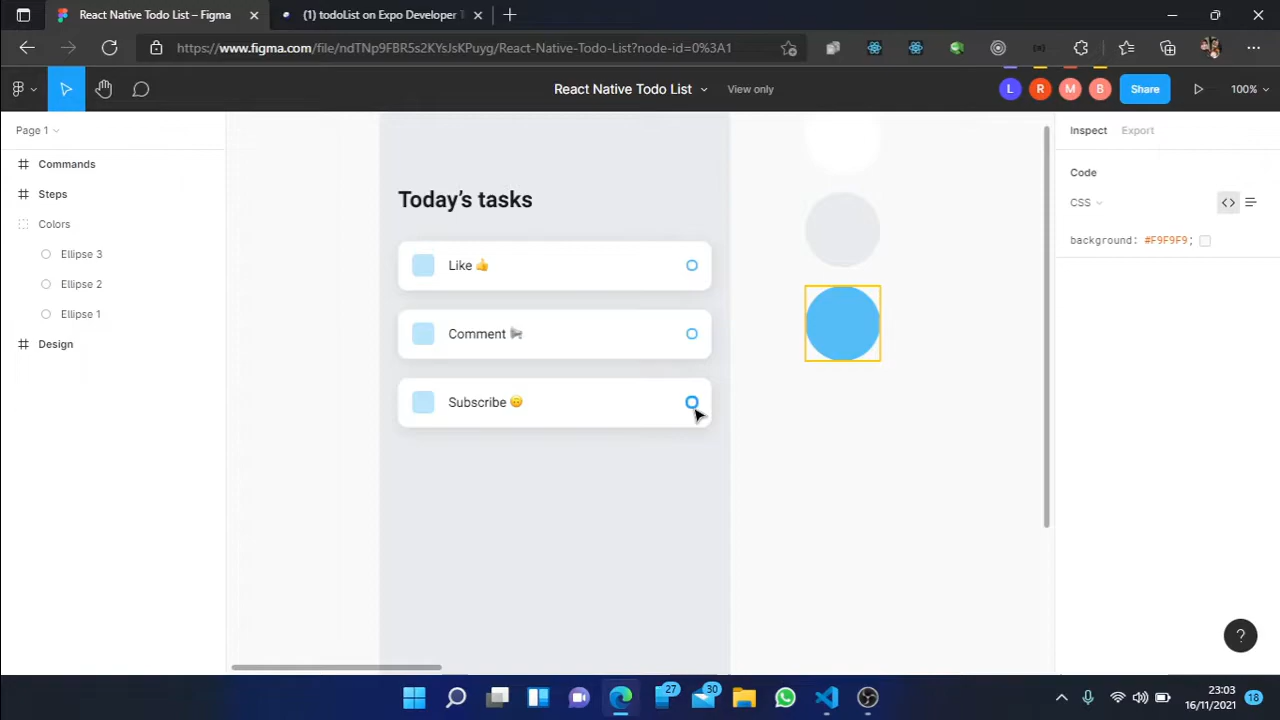 React Native Todo List – Figma
(1) todoList on Expo Developer T
https://www.figma.com/file/ndTNp9FBR5s2KYsJsKPuyg/React-Native-Todo-List?node-id=0%3A1
React Native Todo List
View only
L
R
M
B
Share
100%
Page 1
Commands
Steps
Colors
Ellipse 3
Ellipse 2
Ellipse 1
Design
Today’s tasks
Like 👍
Comment
Subscribe
Inspect
Export
Code
CSS
background: #F9F9F9;
?
27
30
23:03
16/11/2021
18